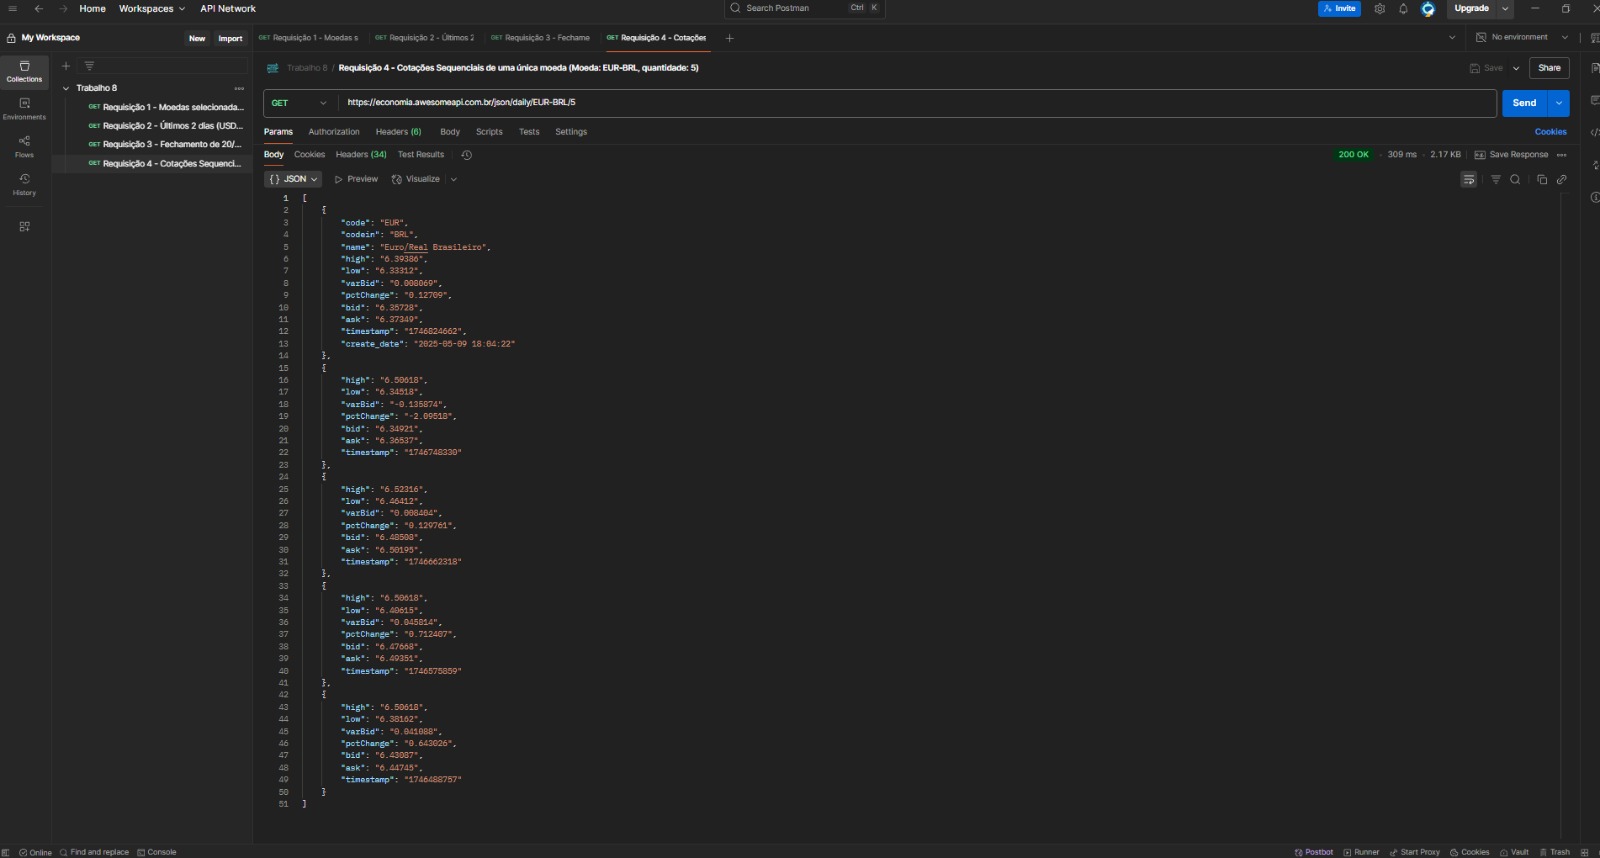 Home Workspaces API Network Search Postman Ctrl K Invite Upgrade
My Workspace New Import GET Requisição 1 - Moedas s GET Requisição 2 - Últimos 2 GET Requisição 3 - Fechame GET Requisição 4 - Cotações No environment
Collections
Environments
Flows
History
Trabalho 8
GET Requisição 1 - Moedas selecionada...
GET Requisição 2 - Últimos 2 dias (USD...
GET Requisição 3 - Fechamento de 20/...
GET Requisição 4 - Cotações Sequenci...
Trabalho 8 / Requisição 4 - Cotações Sequenciais de uma única moeda (Moeda: EUR-BRL, quantidade: 5) Save Share
GET https://economia.awesomeapi.com.br/json/daily/EUR-BRL/5 Send
Params Authorization Headers (6) Body Scripts Tests Settings Cookies
Body Cookies Headers (34) Test Results 200 OK 309 ms 2.17 KB Save Response
{} JSON Preview Visualize
1 [
2 {
3 "code": "EUR",
4 "codein": "BRL",
5 "name": "Euro/Real Brasileiro",
6 "high": "6.39386",
7 "low": "6.33312",
8 "varBid": "0.008069",
9 "pctChange": "0.12709",
10 "bid": "6.35728",
11 "ask": "6.37349",
12 "timestamp": "1746824662",
13 "create_date": "2025-05-09 18:04:22"
14 },
15 {
16 "high": "6.50618",
17 "low": "6.34518",
18 "varBid": "-0.135874",
19 "pctChange": "-2.09518",
20 "bid": "6.34921",
21 "ask": "6.36537",
22 "timestamp": "1746748330"
23 },
24 {
25 "high": "6.52316",
26 "low": "6.46412",
27 "varBid": "0.008404",
28 "pctChange": "0.129761",
29 "bid": "6.48508",
30 "ask": "6.50195",
31 "timestamp": "1746662318"
32 },
33 {
34 "high": "6.50618",
35 "low": "6.40615",
36 "varBid": "0.045814",
37 "pctChange": "0.712407",
38 "bid": "6.47668",
39 "ask": "6.49351",
40 "timestamp": "1746575859"
41 },
42 {
43 "high": "6.50618",
44 "low": "6.38162",
45 "varBid": "0.041088",
46 "pctChange": "0.643026",
47 "bid": "6.43087",
48 "ask": "6.44745",
49 "timestamp": "1746488757"
50 }
51 ]
Online Find and replace Console Postbot Runner Start Proxy Cookies Vault Trash